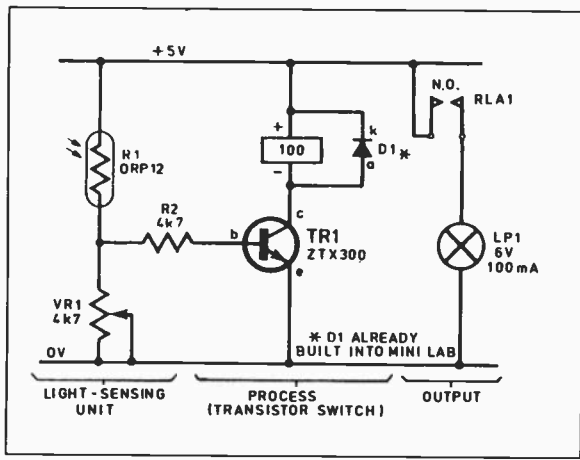 +5V
N.O.
RLA1
R1
ORP12
+
100
-
k
D1*
a
R2
4k7
b
c
TR1
ZTX300
e
LP1
6V
100mA
VR1
4k7
* D1 ALREADY
BUILT INTO MINI LAB
0V
LIGHT-SENSING
UNIT
PROCESS
(TRANSISTOR SWITCH)
OUTPUT